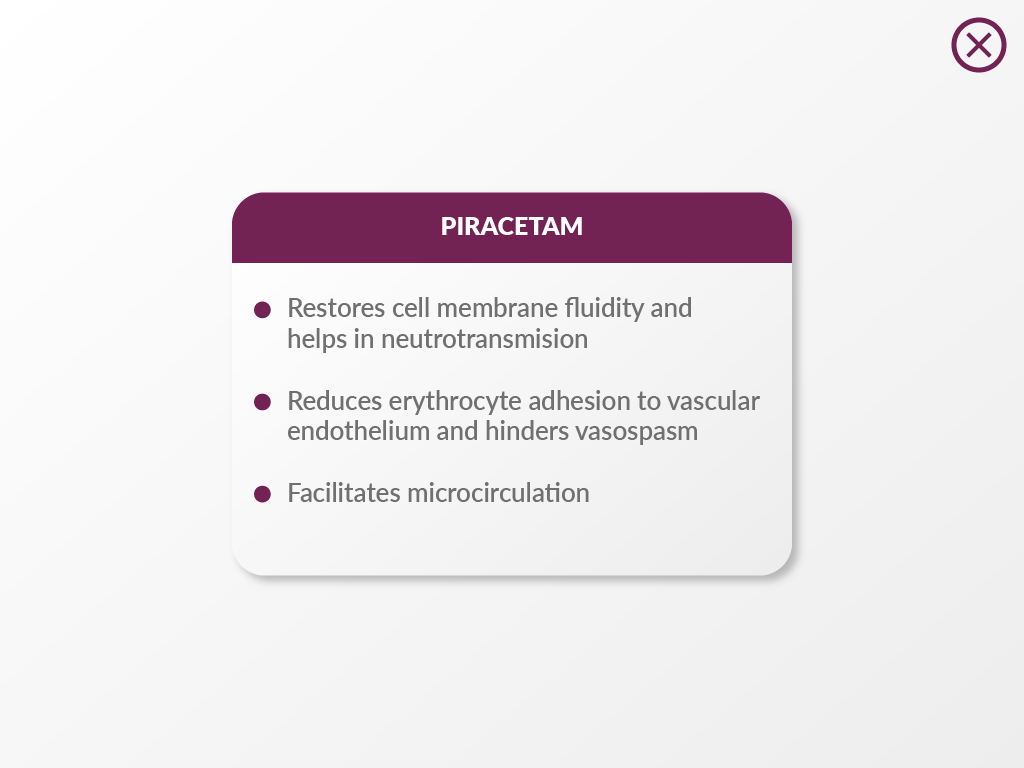 PIRACETAM
Restores cell membrane fluidity and
helps in neutrotransmision
Reduces erythrocyte adhesion to vascular
endothelium and hinders vasospasm
Facilitates microcirculation